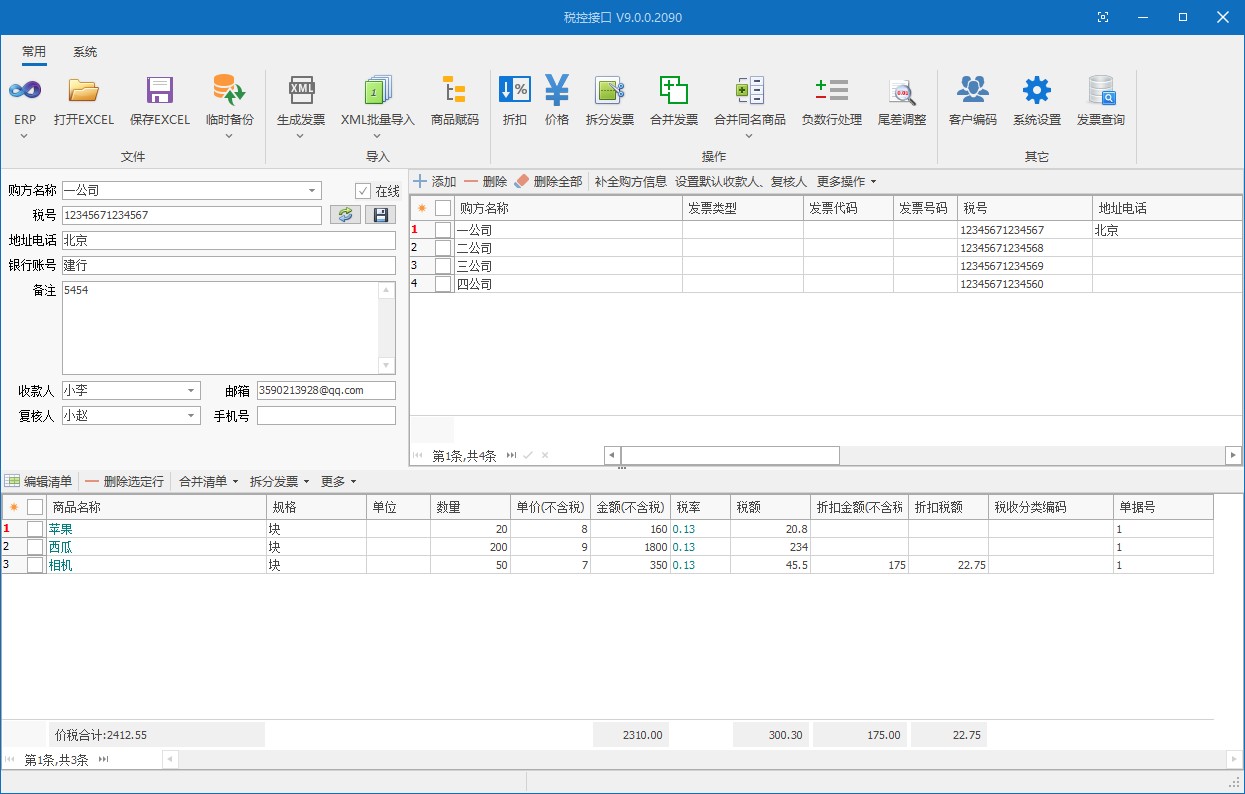 税控接口 V9.0.0.2090
常用 系统
XML 1 % ¥ 0.01
ERP 打开EXCEL 保存EXCEL 临时备份 生成发票 XML批量导入 商品赋码 折扣 价格 拆分发票 合并发票 合并同名商品 负数行处理 尾差调整 客户编码 系统设置 发票查询
文件 导入 操作 其它
购方名称 一公司 在线
税号 12345671234567
地址电话 北京
银行账号 建行
备注 5454
收款人 小李 邮箱 3590213928@qq.com
复核人 小赵 手机号
添加 删除 删除全部 补全购方信息 设置默认收款人、复核人 更多操作
购方名称 发票类型 发票代码 发票号码 税号 地址电话
1 一公司 12345671234567 北京
2 二公司 12345671234568
3 三公司 12345671234569
4 四公司 12345671234560
第1条,共4条
编辑清单 删除选定行 合并清单 拆分发票 更多
商品名称 规格 单位 数量 单价(不含税) 金额(不含税) 税率 税额 折扣金额(不含税 折扣税额 税收分类编码 单据号
1 苹果 块 20 8 160 0.13 20.8 1
2 西瓜 块 200 9 1800 0.13 234 1
3 相机 块 50 7 350 0.13 45.5 175 22.75 1
价税合计:2412.55 2310.00 300.30 175.00 22.75
第1条,共3条